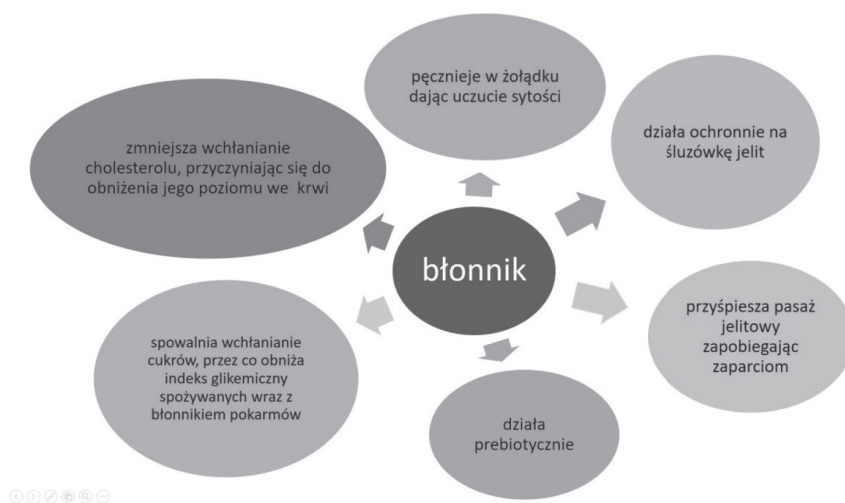 pęcznieje w żołądku
dając uczucie sytości
działa ochronnie na
śluzówkę jelit
zmniejsza wchłanianie
cholesterolu, przyczyniając się do
obniżenia jego poziomu we krwi
błonnik
przyśpiesza pasaż
jelitowy
zapobiegając
zaparciom
spowalnia wchłanianie
cukrów, przez co obniża
indeks glikemiczny
spożywanych wraz z
błonnikiem pokarmów
działa
prebiotycznie